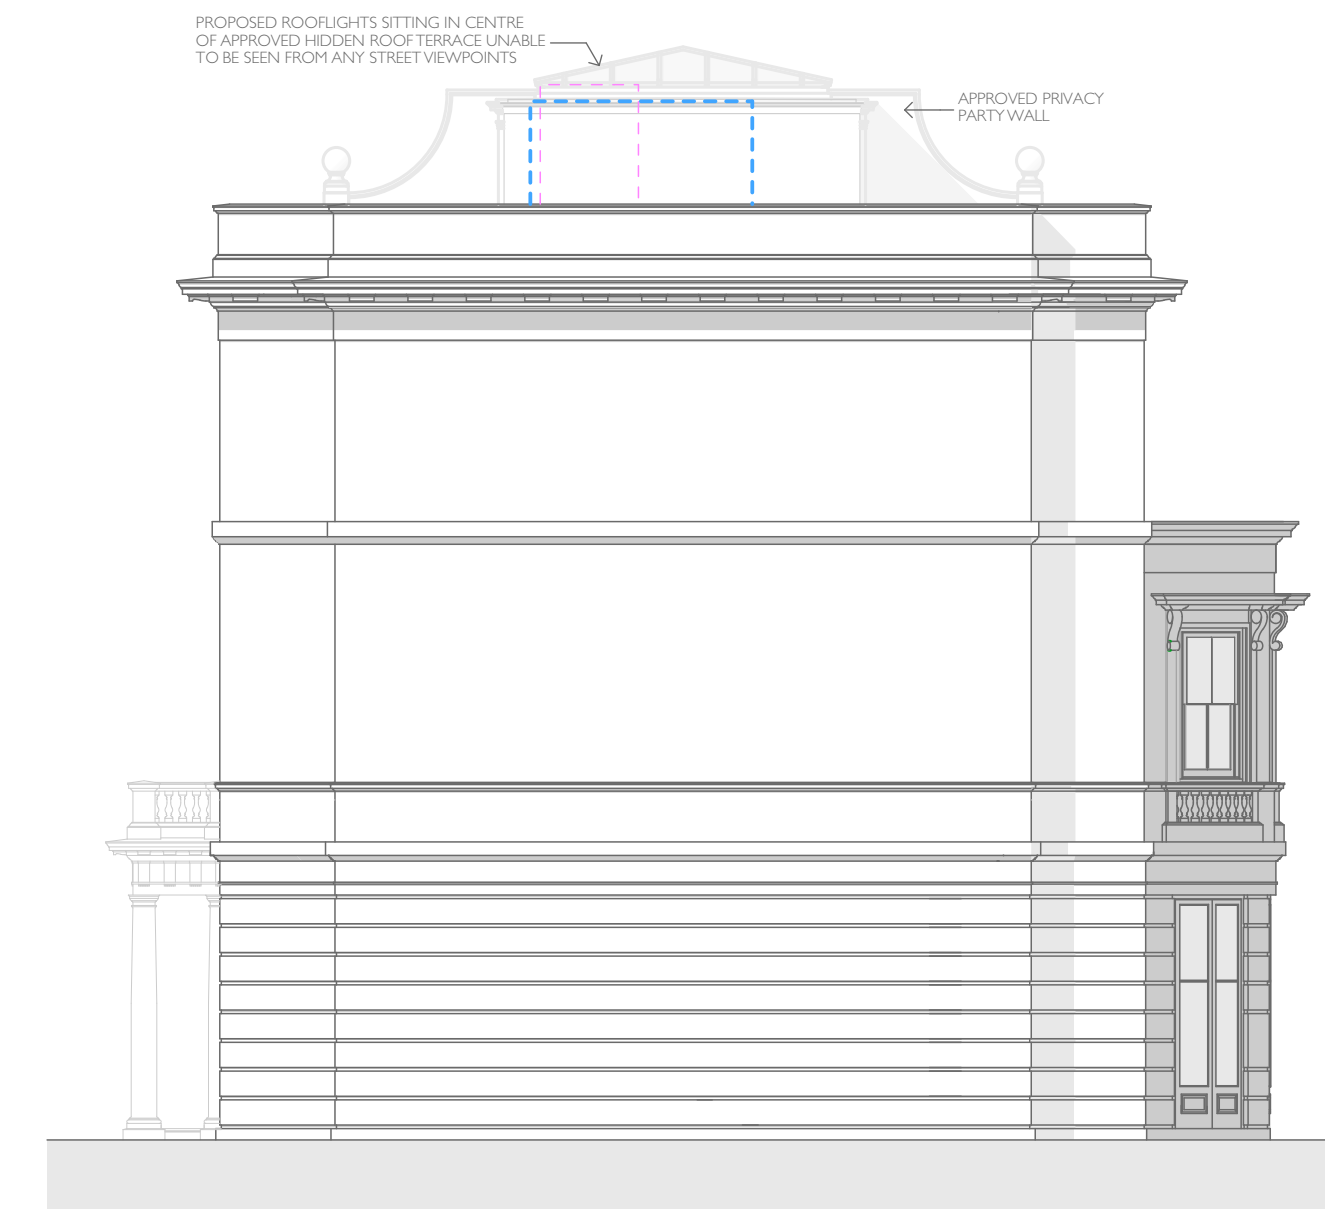 PROPOSED ROOFLIGHTS SITTING IN CENTRE
OF APPROVED HIDDEN ROOF TERRACE UNABLE
TO BE SEEN FROM ANY STREET VIEWPOINTS
APPROVED PRIVACY
PARTY WALL